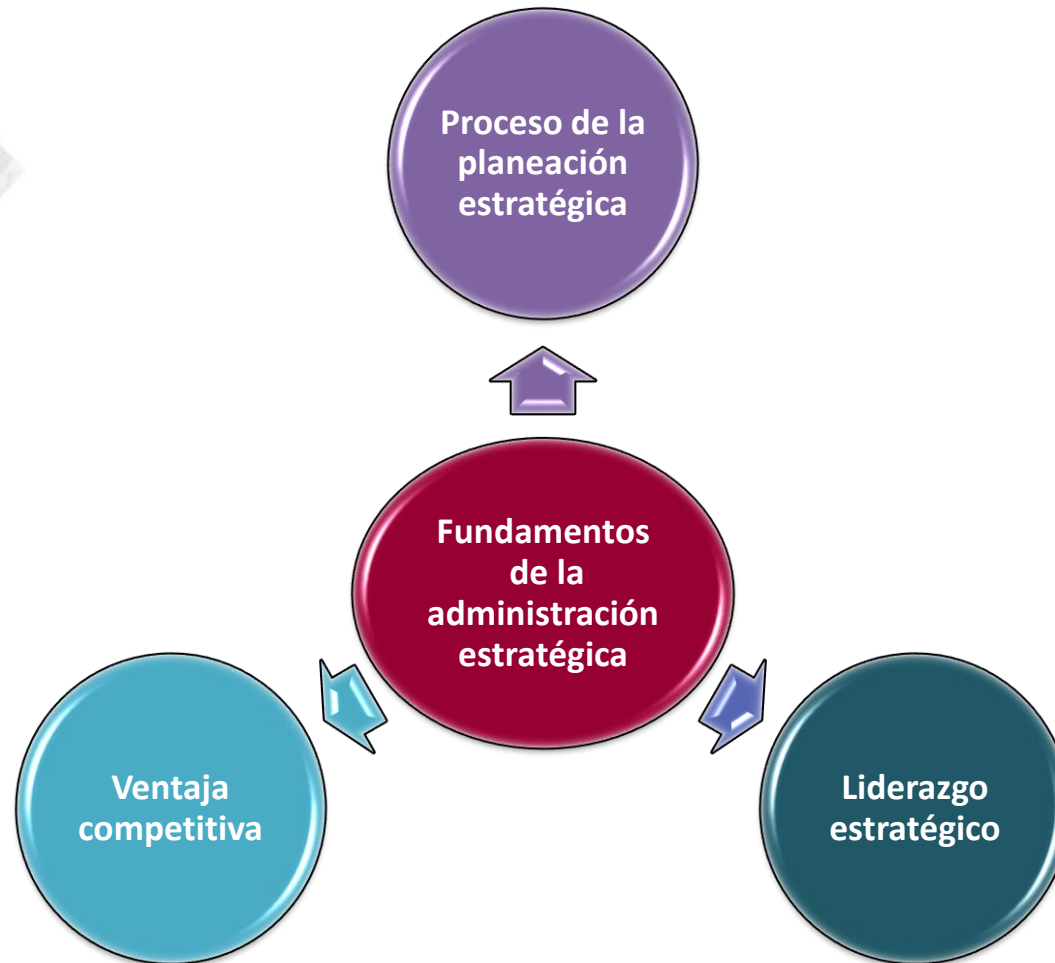 Proceso de la
planeación
estratégica
Fundamentos
de la
administración
estratégica
Ventaja
competitiva
Liderazgo
estratégico